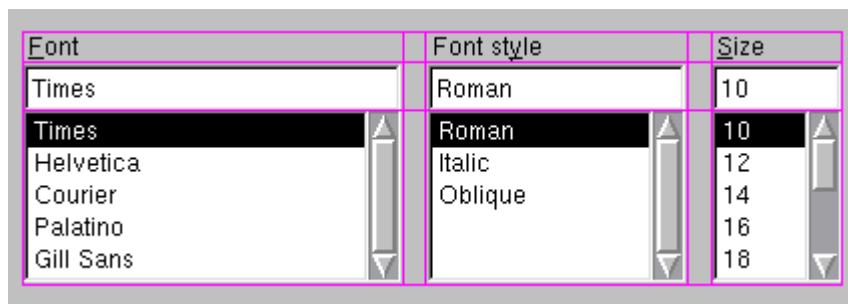 Font Font style Size
Times Roman 10
Times Roman 10
Helvetica Italic 12
Courier Oblique 14
Palatino 16
Gill Sans 18